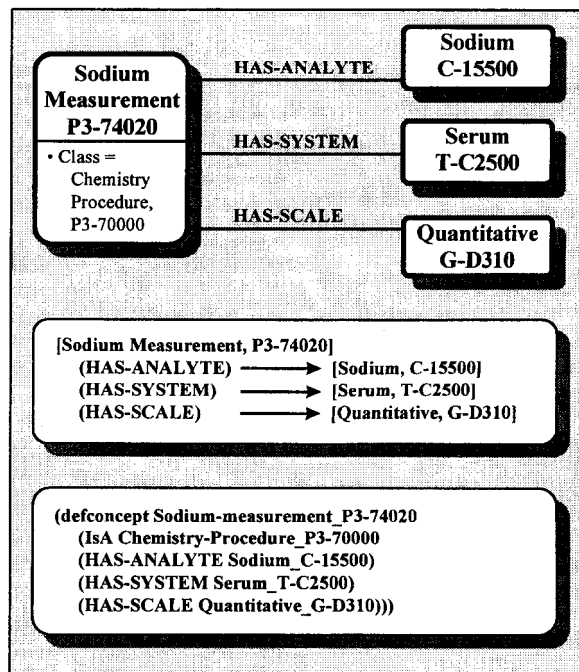 Sodium
Measurement
P3-74020
• Class =
Chemistry
Procedure,
P3-70000
HAS-ANALYTE
Sodium
C-15500
HAS-SYSTEM
Serum
T-C2500
HAS-SCALE
Quantitative
G-D310
[Sodium Measurement, P3-74020]
(HAS-ANALYTE) → [Sodium, C-15500]
(HAS-SYSTEM) → [Serum, T-C2500]
(HAS-SCALE) → [Quantitative, G-D310]
(defconcept Sodium-measurement_P3-74020
(IsA Chemistry-Procedure_P3-70000
(HAS-ANALYTE Sodium_C-15500)
(HAS-SYSTEM Serum_T-C2500)
(HAS-SCALE Quantitative_G-D310)))